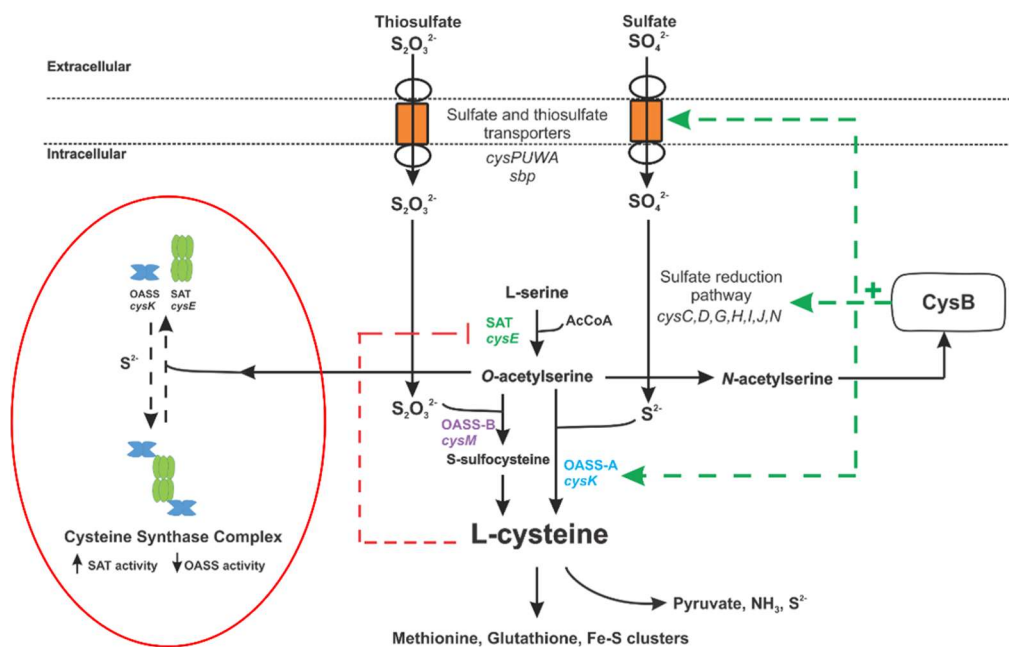 Thiosulfate
S₂O₃²⁻
Sulfate
SO₄²⁻
Extracellular
Sulfate and thiosulfate
transporters
cysPUWA
sbp
Intracellular
S₂O₃²⁻
SO₄²⁻
OASS
cysK
SAT
cysE
S²⁻
Cysteine Synthase Complex
SAT activity
OASS activity
L-serine
SAT
cysE
AcCoA
O-acetylserine
N-acetylserine
Sulfate reduction
pathway
cysC,D,G,H,I,J,N
+
CysB
S₂O₃²⁻
S²⁻
OASS-B
cysM
S-sulfocysteine
OASS-A
cysK
L-cysteine
Pyruvate, NH₃, S²⁻
Methionine, Glutathione, Fe-S clusters